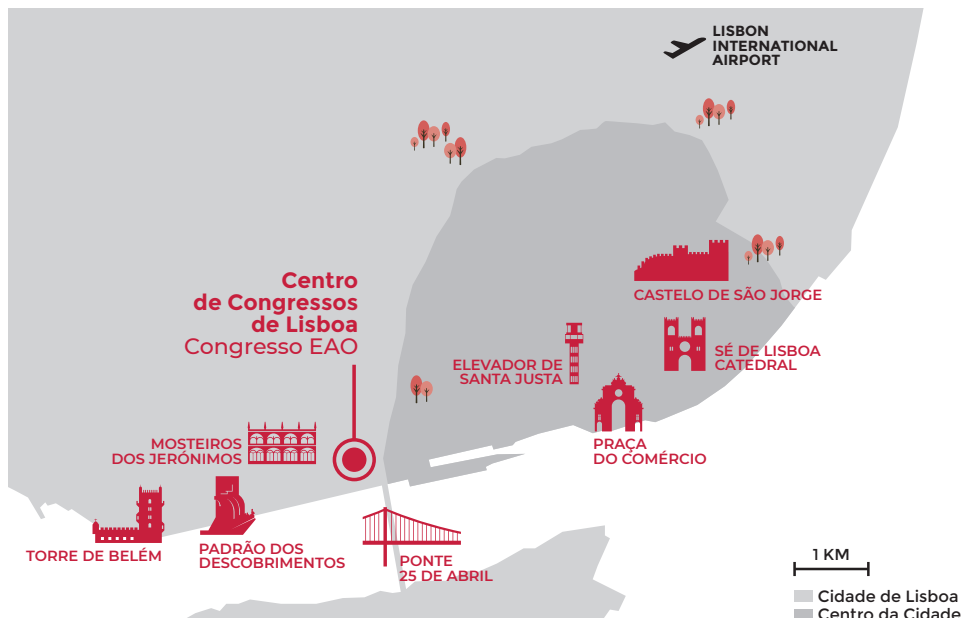 LISBON
INTERNATIONAL
AIRPORT
CASTELO DE SÃO JORGE
Centro
de Congressos
de Lisboa
Congresso EAO
SÉ DE LISBOA
CATEDRAL
ELEVADOR DE
SANTA JUSTA
MOSTEIROS
DOS JERÓNIMOS
PRAÇA
DO COMÉRCIO
TORRE DE BELÉM
PADRÃO DOS
DESCOBRIMENTOS
PONTE
25 DE ABRIL
1 KM
Cidade de Lisboa
Centro da Cidade